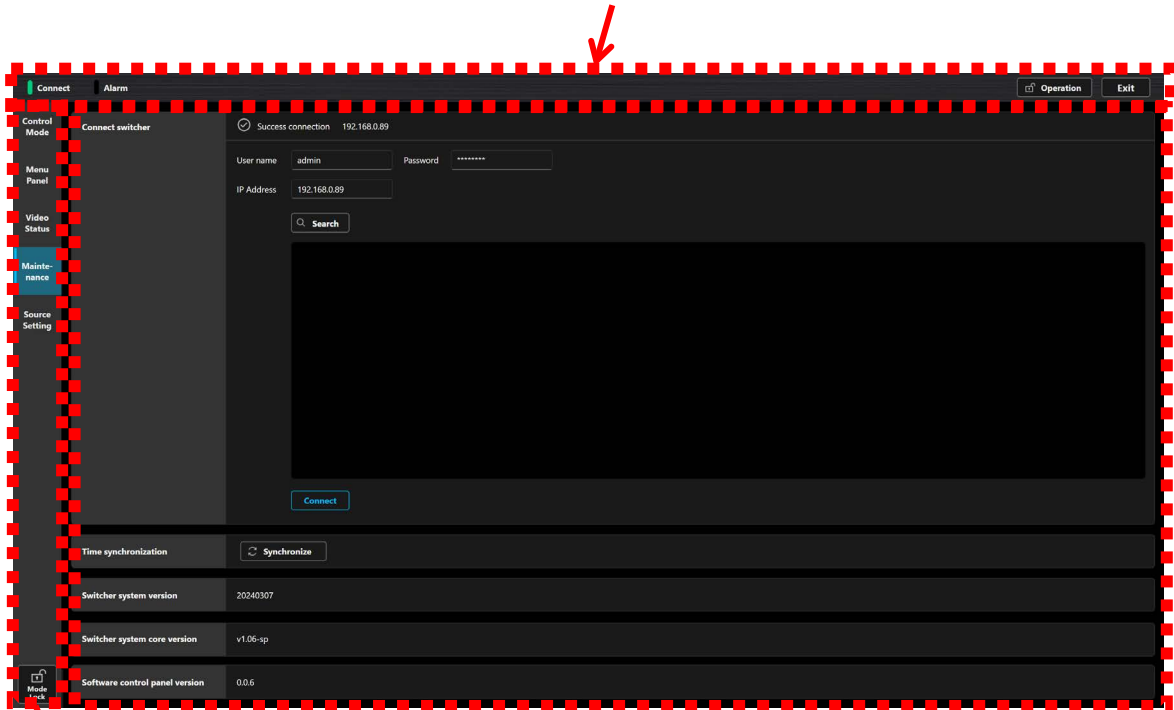 Connect Alarm Operation Exit
Control
Mode
Menu
Panel
Video
Status
Mainte-
nance
Source
Setting
Mode
Lock
Connect switcher
Success connection 192.168.0.89
User name admin Password ********
IP Address 192.168.0.89
Search
Connect
Time synchronization Synchronize
Switcher system version 20240307
Switcher system core version v1.06-sp
Software control panel version 0.0.6